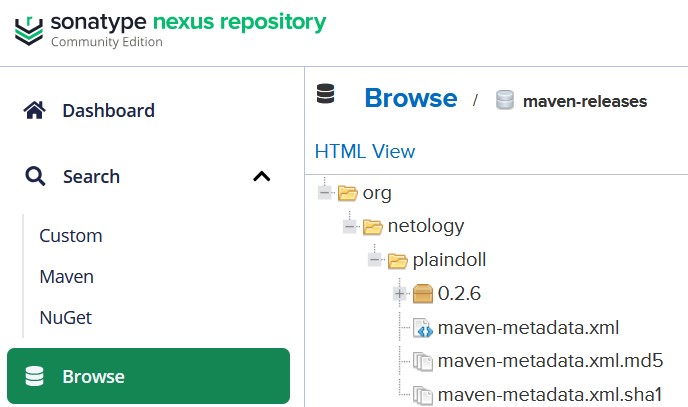 sonatype nexus repository
Community Edition
Dashboard
Search
Custom
Maven
NuGet
Browse
Browse / maven-releases
HTML View
org
netology
plaindoll
0.2.6
maven-metadata.xml
maven-metadata.xml.md5
maven-metadata.xml.sha1